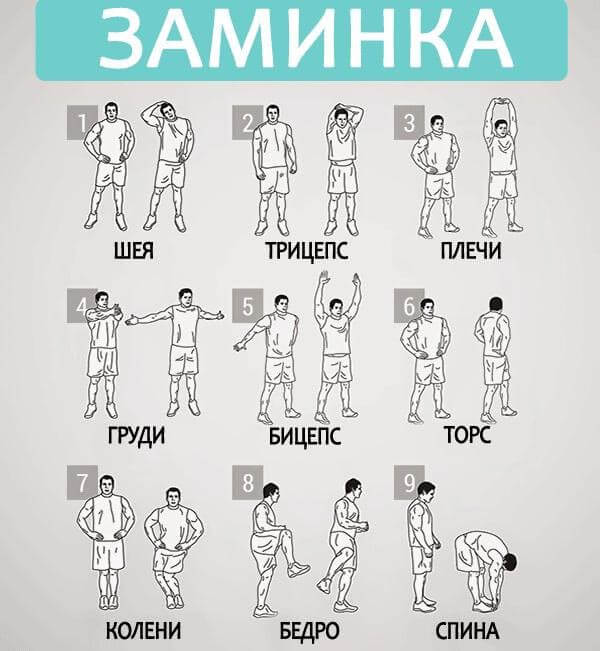 ЗАМИНКА
1
2
3
ШЕЯ
ТРИЦЕПС
ПЛЕЧИ
4
5
6
ГРУДИ
БИЦЕПС
ТОРС
7
8
9
КОЛЕНИ
БЕДРО
СПИНА